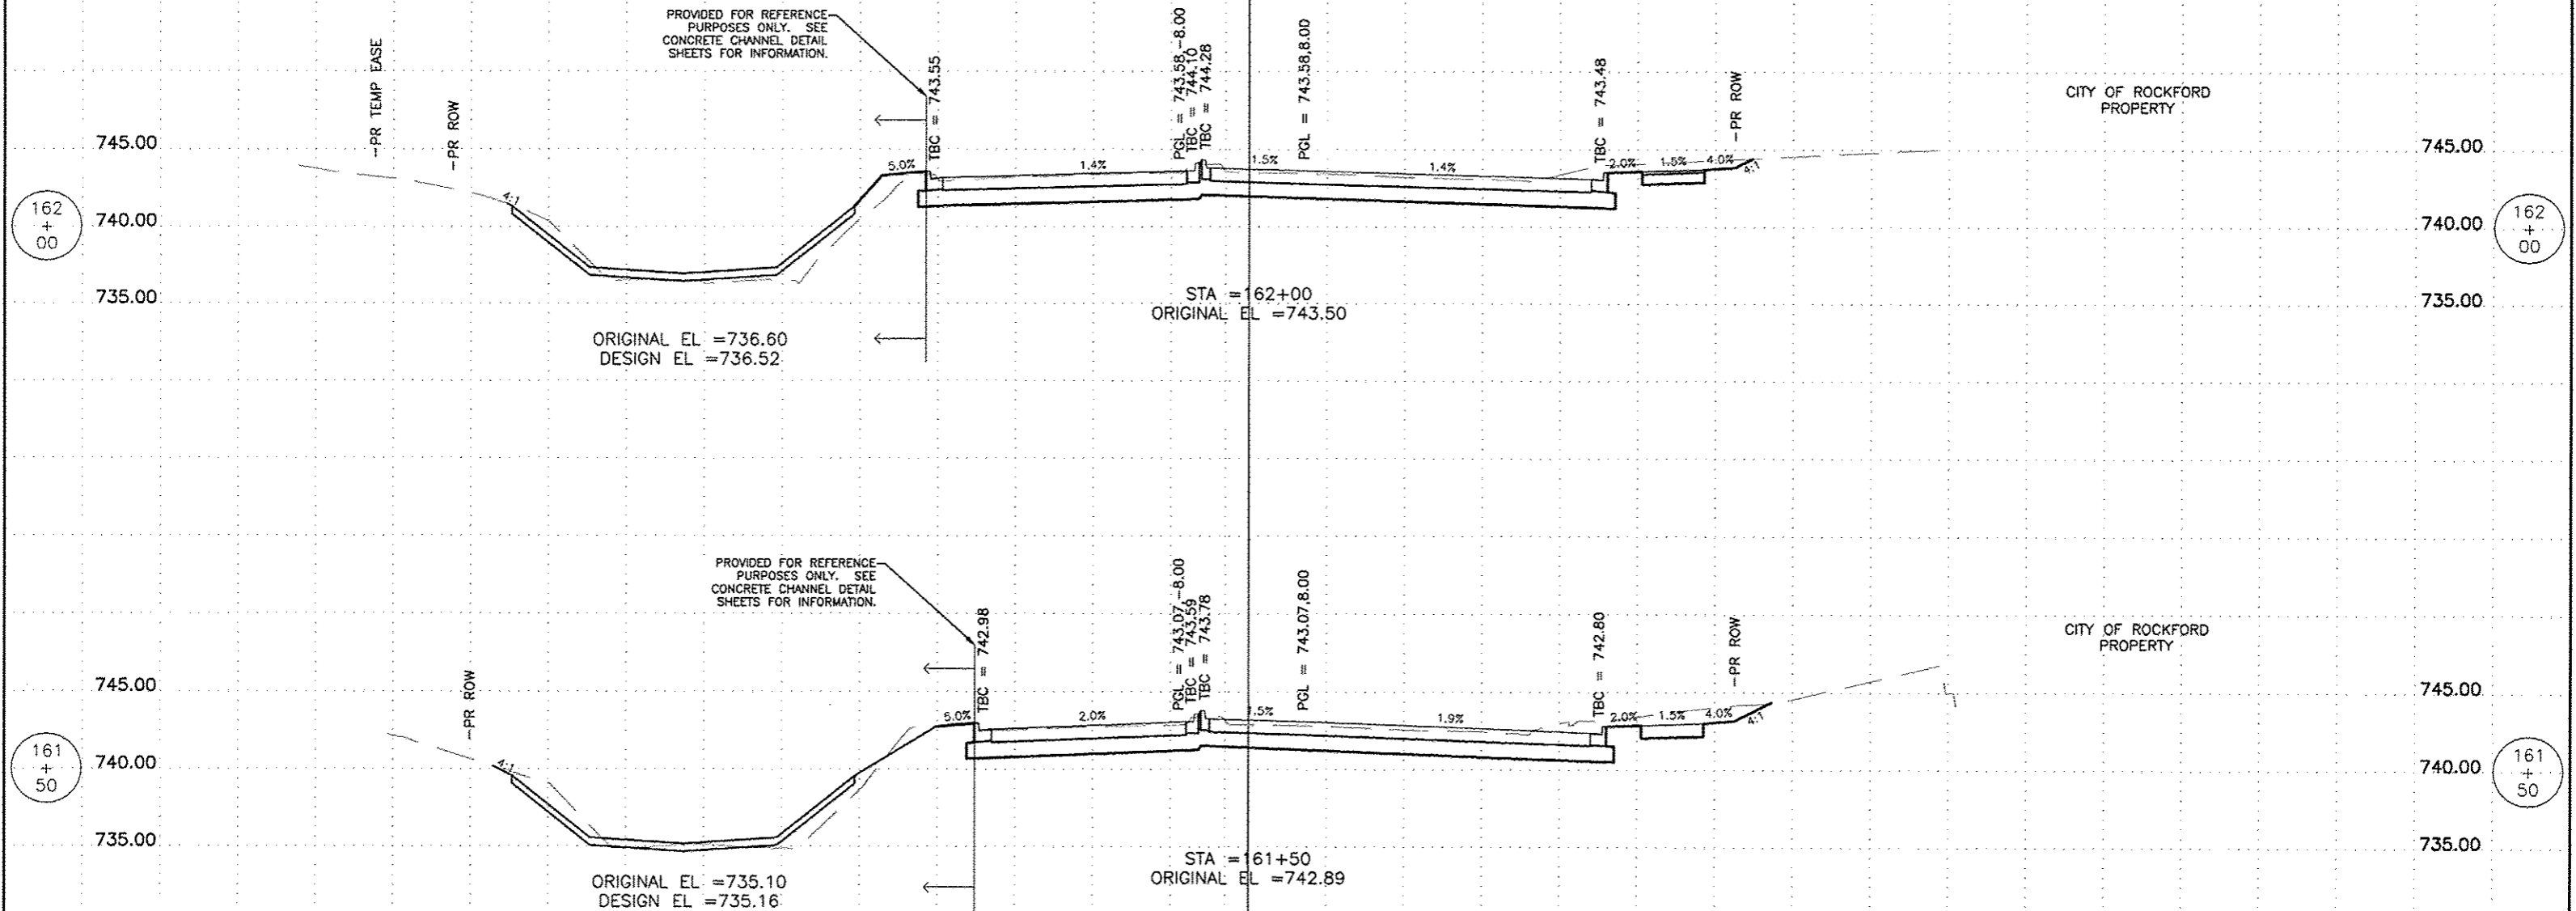 PROVIDED FOR REFERENCE
PURPOSES ONLY. SEE
CONCRETE CHANNEL DETAIL
SHEETS FOR INFORMATION.
-PR TEMP EASE
-PR ROW
TBC = 743.55
PGL = 743.58,-8.00
TBC = 744.10
TBC = 744.28
PGL = 743.58,8.00
TBC = 743.48
-PR ROW
CITY OF ROCKFORD
PROPERTY
745.00
745.00
4:1
5.0%
1.4%
1.5%
1.4%
2.0%
1.5%
4.0%
4:1
162
+
00
740.00
740.00
162
+
00
735.00
735.00
STA =162+00
ORIGINAL EL =743.50
ORIGINAL EL =736.60
DESIGN EL =736.52
PROVIDED FOR REFERENCE
PURPOSES ONLY. SEE
CONCRETE CHANNEL DETAIL
SHEETS FOR INFORMATION.
-PR ROW
TBC = 742.98
PGL = 743.07,-8.00
TBC = 743.59
TBC = 743.78
PGL = 743.07,8.00
TBC = 742.80
-PR ROW
CITY OF ROCKFORD
PROPERTY
745.00
745.00
4:1
5.0%
2.0%
1.5%
1.9%
2.0%
1.5%
4.0%
4:1
161
+
50
740.00
740.00
161
+
50
735.00
735.00
STA =161+50
ORIGINAL EL =742.89
ORIGINAL EL =735.10
DESIGN EL =735.16